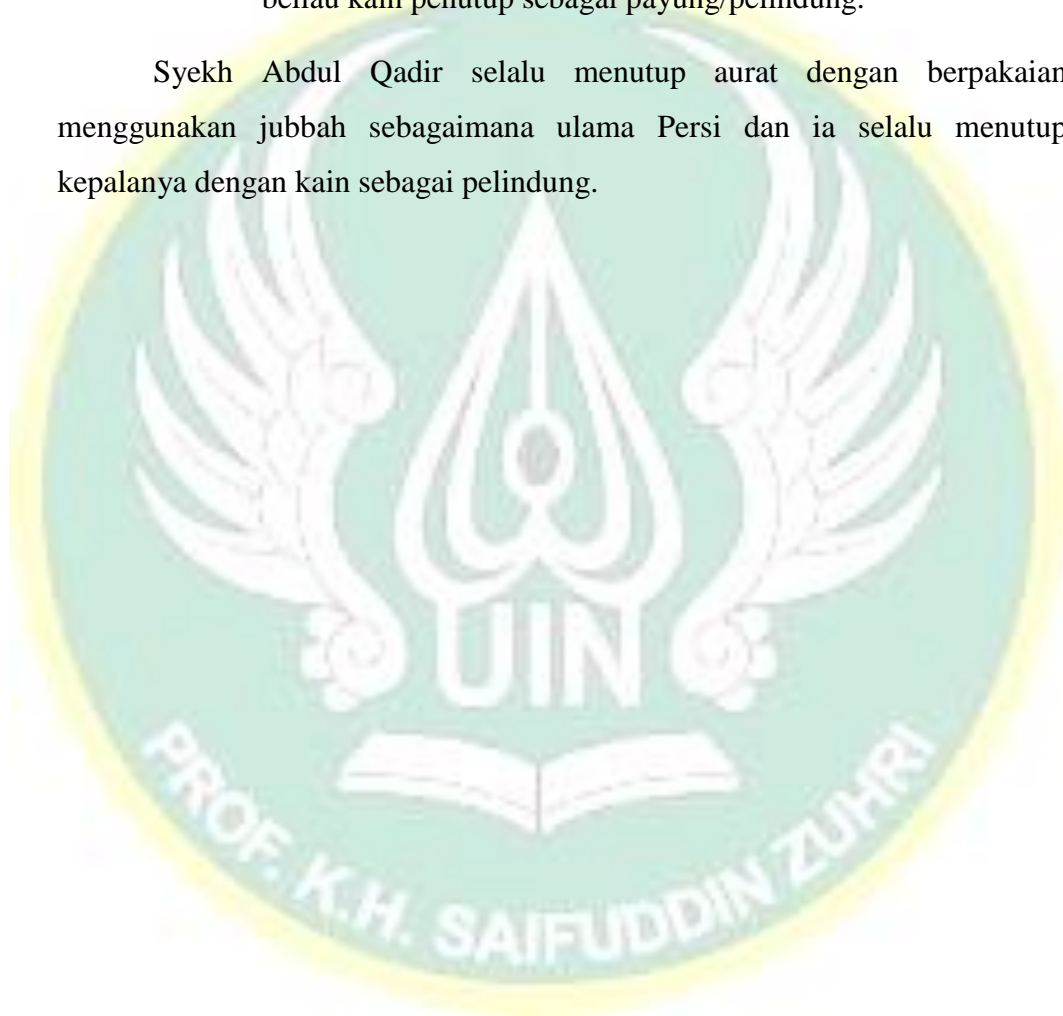 beliau kain penutup sebagai payung/pelindung.
Syekh Abdul Qadir selalu menutup aurat dengan berpakaian
menggunakan jubbah sebagaimana ulama Persi dan ia selalu menutup
kepalanya dengan kain sebagai pelindung.
UIN
PROF. K.H. SAIFUDDIN ZUHRI